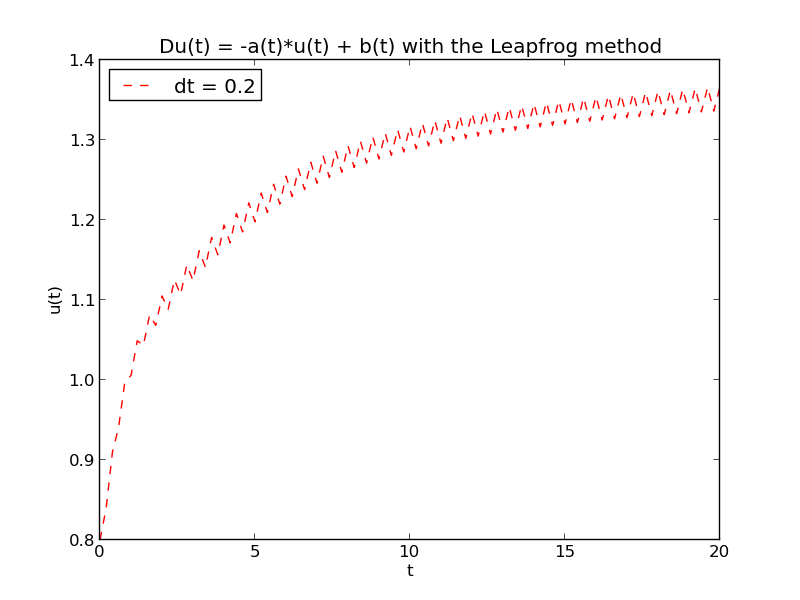 Du(t) = -a(t)*u(t) + b(t) with the Leapfrog method
1.4
dt = 0.2
1.3
1.2
u(t)
1.1
1.0
0.9
0.8
0 5 10 15 20
t